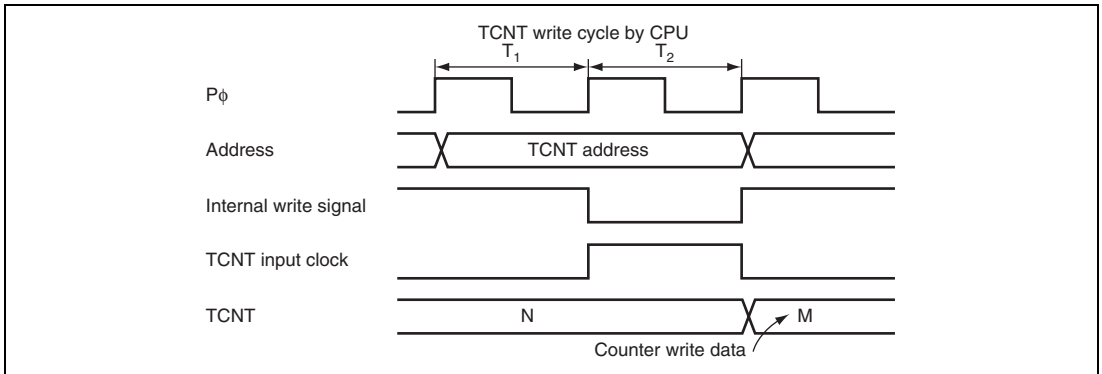 TCNT write cycle by CPU
T1 T2
Pϕ
Address TCNT address
Internal write signal
TCNT input clock
TCNT N M
Counter write data